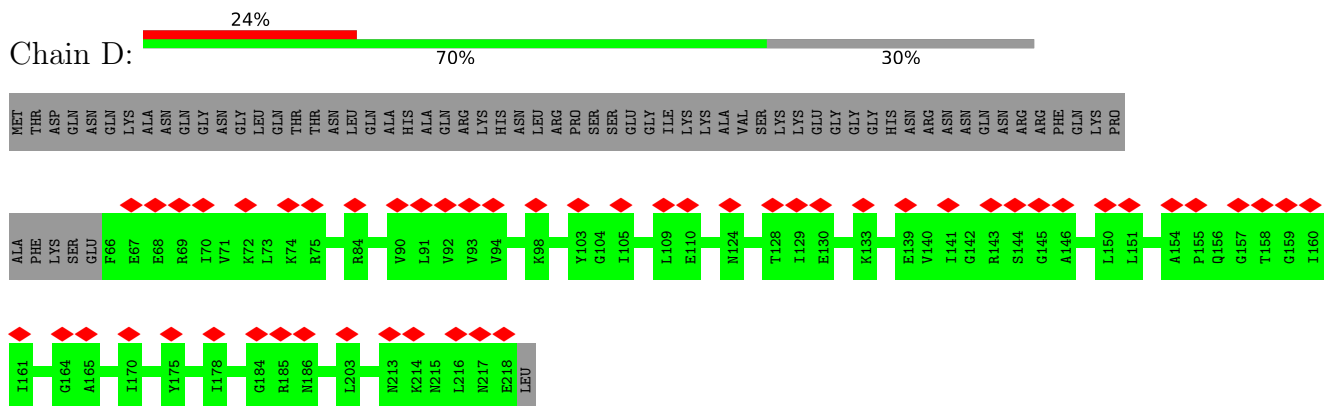 24%
Chain D:
70% 30%
MET THR ASP GLN ASN GLN LYS ALA ASN GLN GLY ASN GLY LEU GLN THR THR ASN LEU GLN ALA HIS ALA GLN ARG LYS HIS ASN LEU ARG PRO SER SER GLU GLY ILE LYS LYS ALA VAL SER LYS LYS GLU GLY GLY GLY HIS ASN ARG ASN ASN GLN ASN ARG ARG PHE GLN LYS PRO
ALA PHE LYS SER GLU F66 E67 E68 R69 I70 V71 K72 L73 K74 R75 R84 V90 L91 V92 V93 V94 K98 Y103 G104 I105 L109 E110 N124 T128 I129 E130 K133 E139 V140 I141 G142 R143 S144 G145 A146 L150 L151 A154 P155 Q156 G157 T158 G159 I160
I161 G164 A165 I170 Y175 I178 G184 R185 N186 L203 N213 K214 N215 L216 N217 E218 LEU